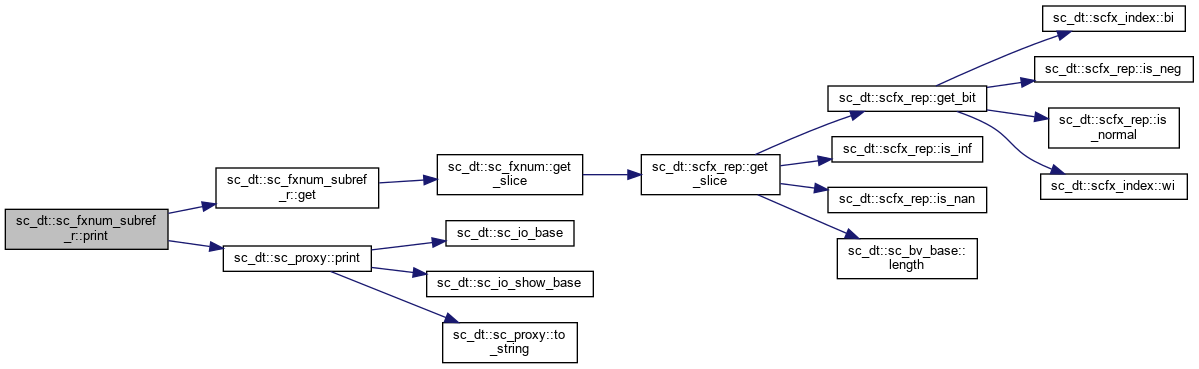 sc_dt::sc_fxnum_subref
_r::print
sc_dt::sc_fxnum_subref
_r::get
sc_dt::sc_proxy::print
sc_dt::sc_fxnum::get
_slice
sc_dt::sc_io_base
sc_dt::sc_io_show_base
sc_dt::sc_proxy::to
_string
sc_dt::scfx_rep::get
_slice
sc_dt::scfx_rep::get_bit
sc_dt::scfx_rep::is_inf
sc_dt::scfx_rep::is_nan
sc_dt::sc_bv_base::
length
sc_dt::scfx_index::bi
sc_dt::scfx_rep::is_neg
sc_dt::scfx_rep::is
_normal
sc_dt::scfx_index::wi